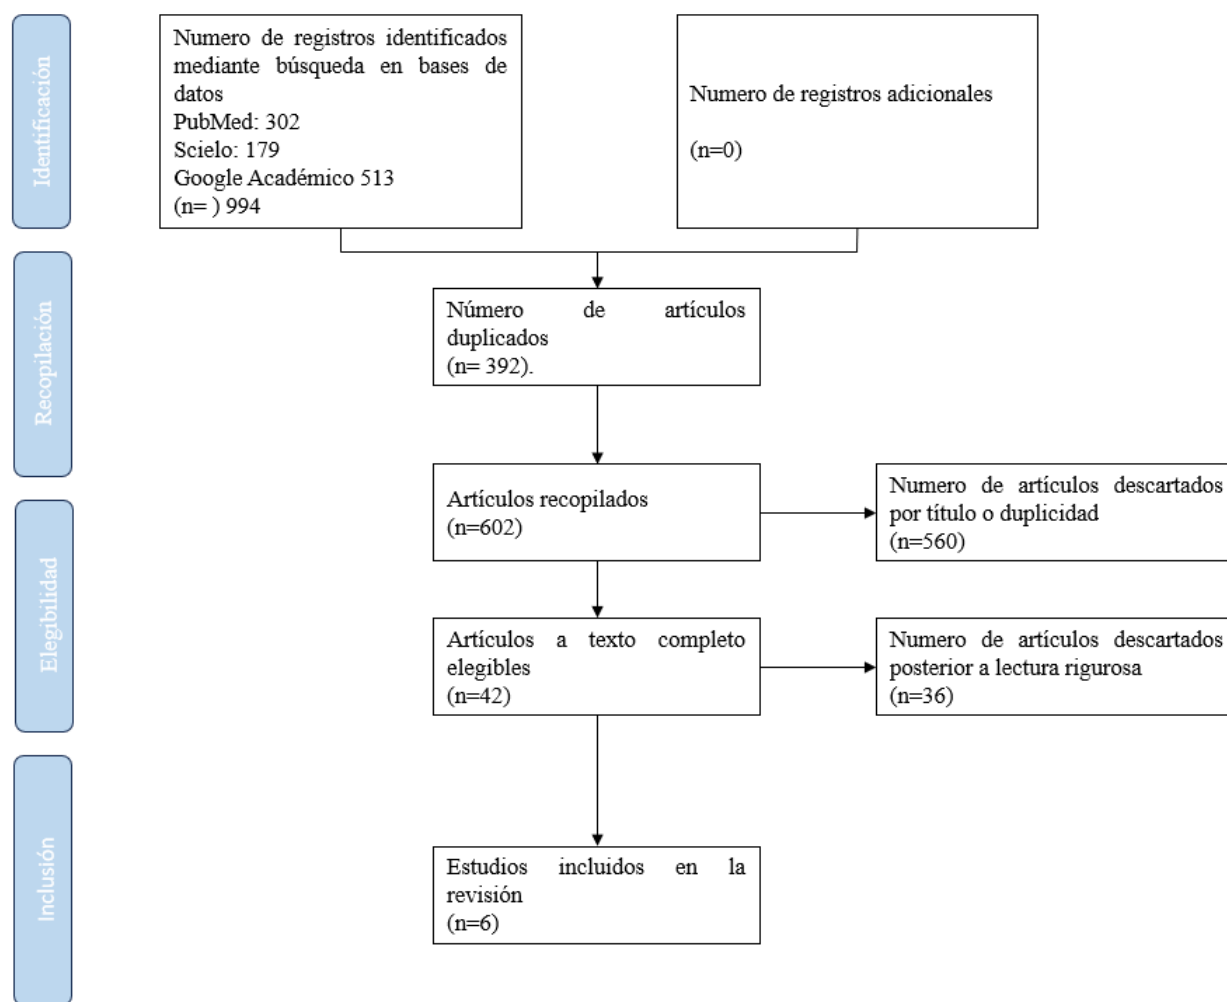 Identificación
Numero de registros identificados
mediante búsqueda en bases de
datos
PubMed: 302
Scielo: 179
Google Académico 513
(n= ) 994
Numero de registros adicionales
(n=0)
Recopilación
Número de artículos
duplicados
(n= 392).
Artículos recopilados
(n=602)
Numero de artículos descartados
por título o duplicidad
(n=560)
Elegibilidad
Artículos a texto completo
elegibles
(n=42)
Numero de artículos descartados
posterior a lectura rigurosa
(n=36)
Inclusión
Estudios incluidos en la
revisión
(n=6)